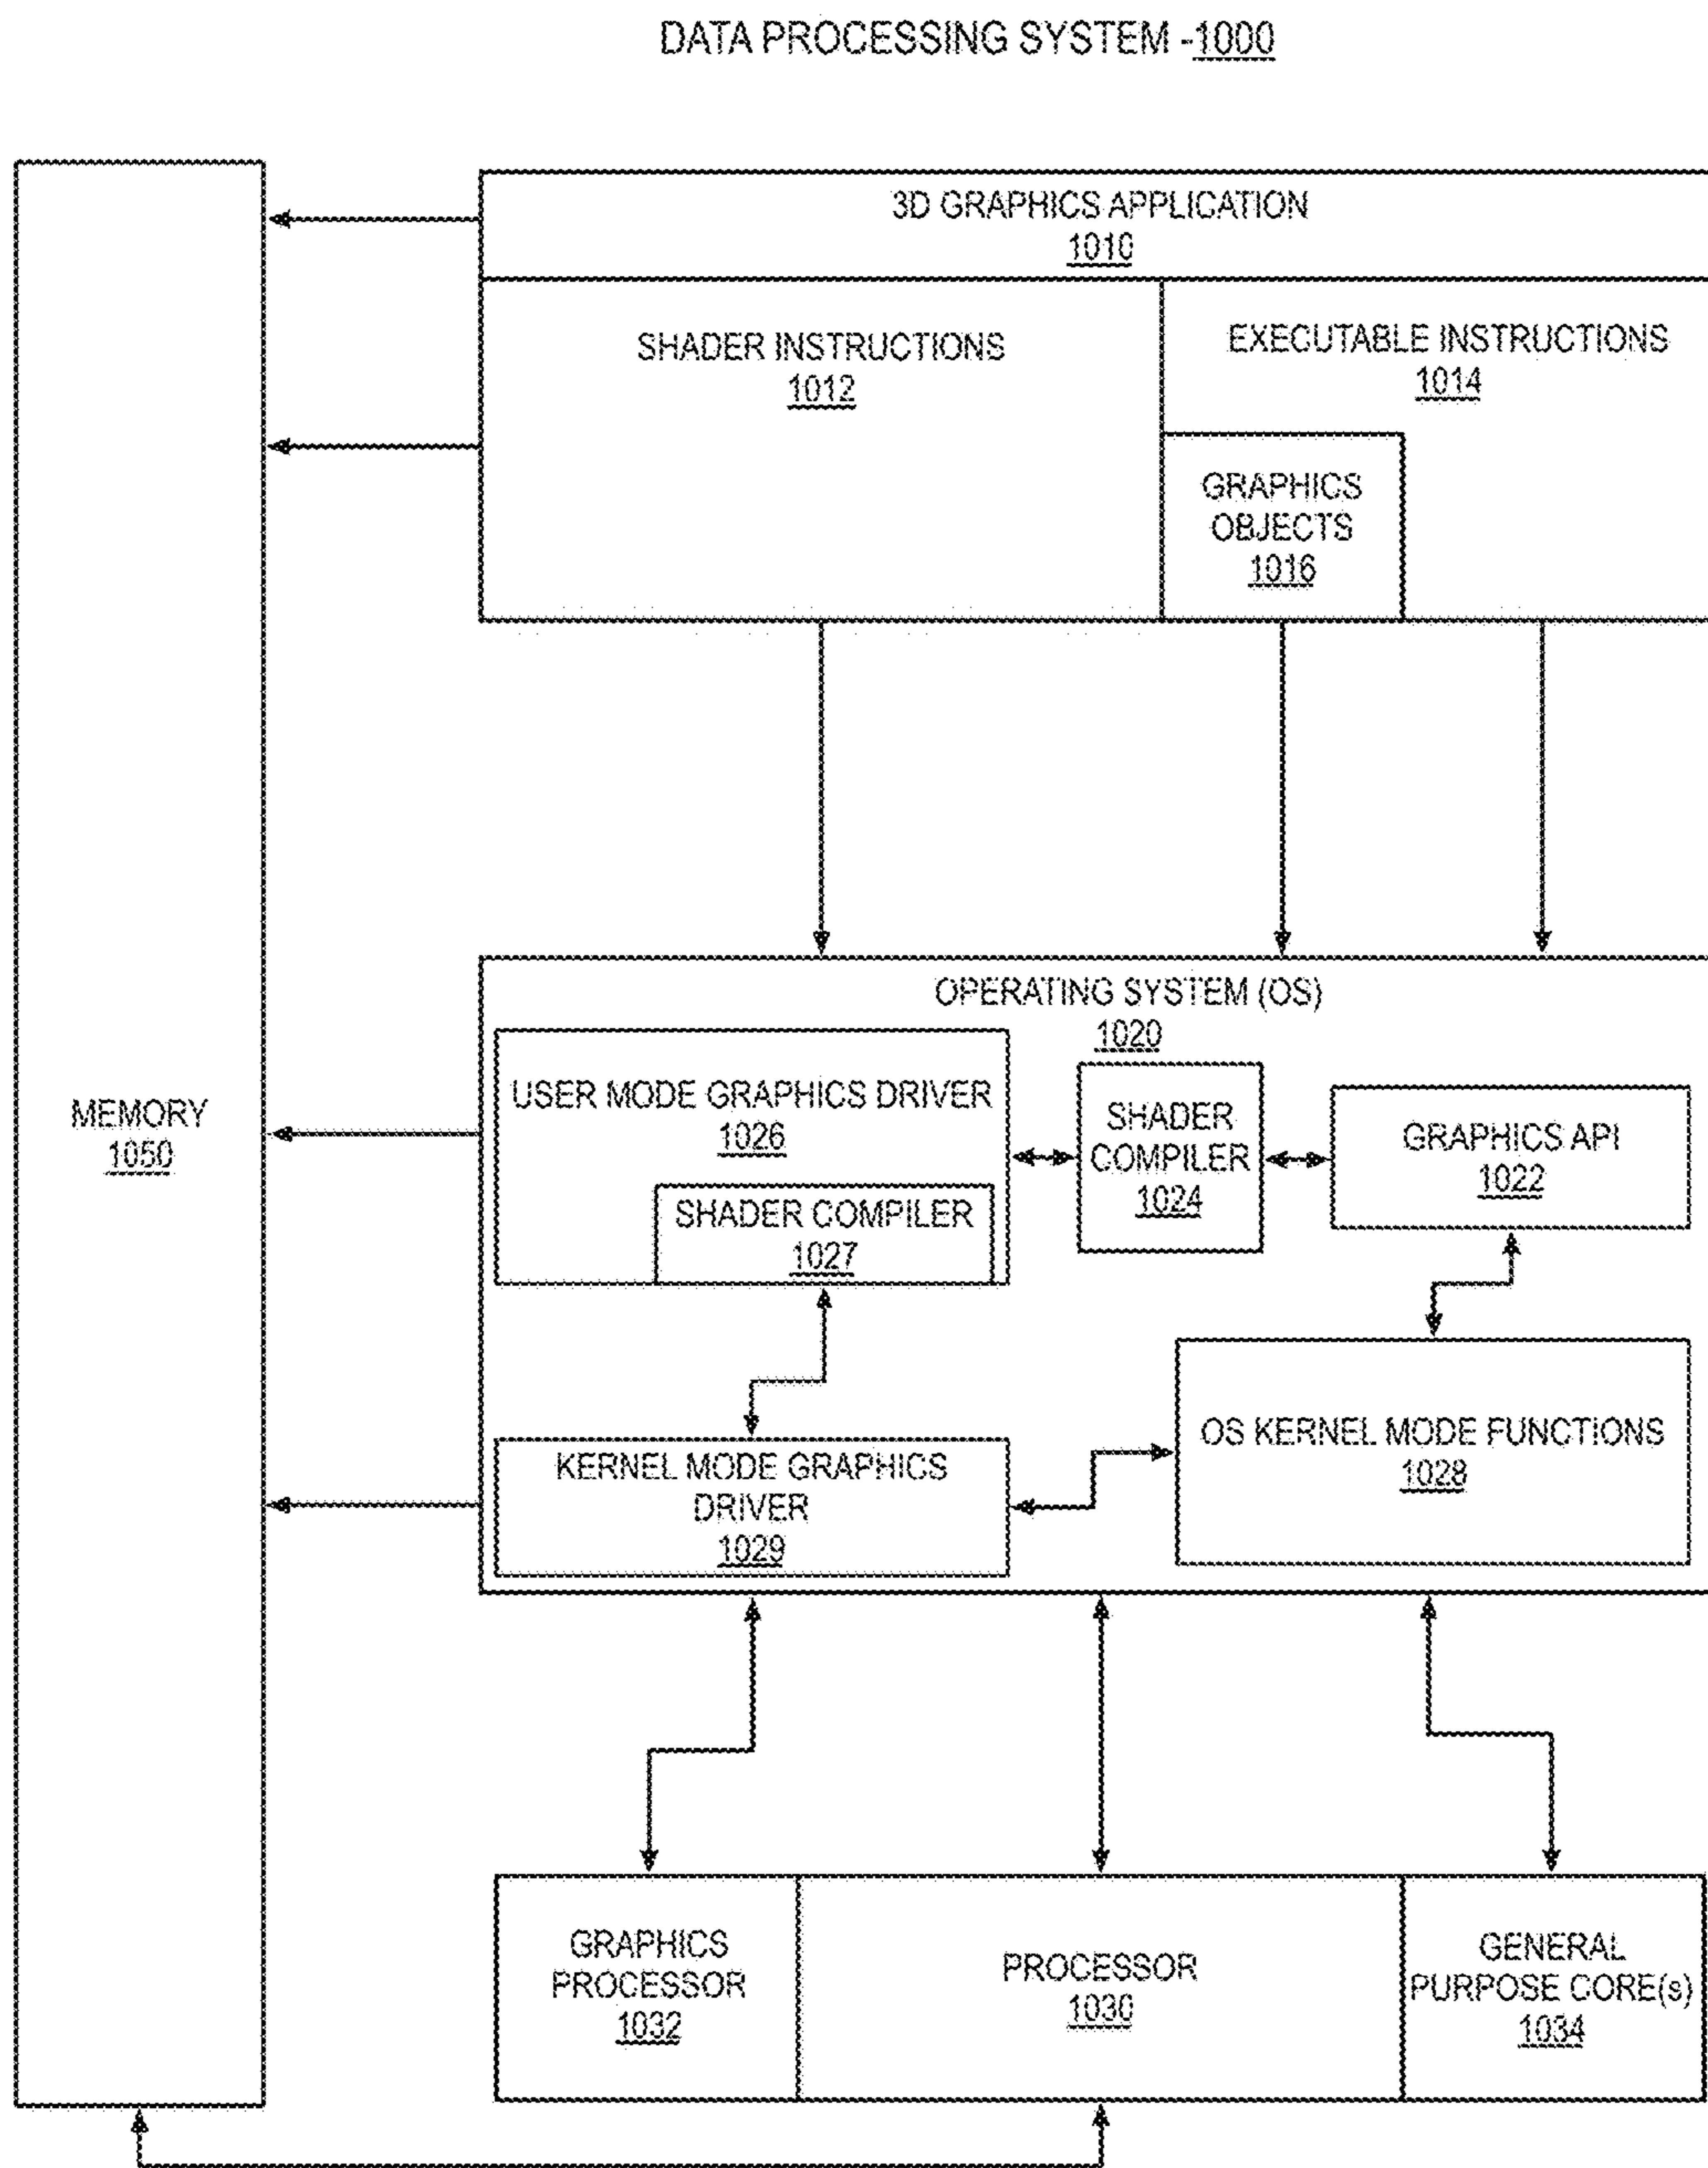 DATA PROCESSING SYSTEM -1000
3D GRAPHICS APPLICATION
1010
SHADER INSTRUCTIONS
1012
EXECUTABLE INSTRUCTIONS
1014
GRAPHICS
OBJECTS
1016
OPERATING SYSTEM (OS)
1020
USER MODE GRAPHICS DRIVER
1026
SHADER COMPILER
1027
SHADER
COMPILER
1024
GRAPHICS API
1022
MEMORY
1050
KERNEL MODE GRAPHICS
DRIVER
1029
OS KERNEL MODE FUNCTIONS
1028
GRAPHICS
PROCESSOR
1032
PROCESSOR
1030
GENERAL
PURPOSE CORE(s)
1034